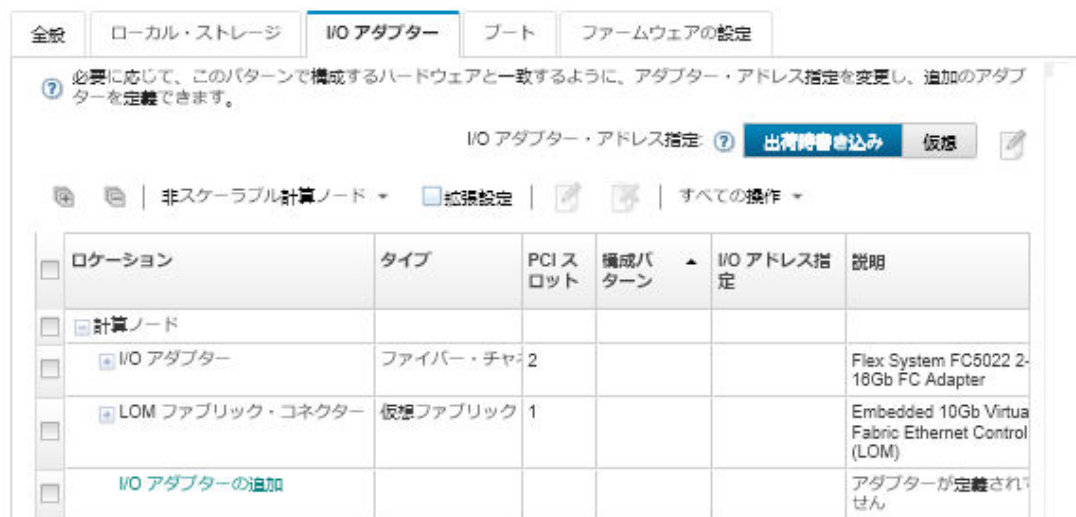 全般 ローカル・ストレージ I/O アダプター ブート ファームウェアの設定
必要に応じて、このパターンで構成するハードウェアと一致するように、アダプター・アドレス指定を変更し、追加のアダプ
ターを定義できます。
I/O アダプター・アドレス指定: 出荷時書き込み 仮想
非スケーラブル計算ノード 拡張設定 すべての操作
ロケーション タイプ PCI ス 構成パ I/O アドレス指 説明
ロット ターン 定
計算ノード
I/O アダプター ファイバー・チャネ 2 Flex System FC5022 2-
16Gb FC Adapter
LOM ファブリック・コネクター 仮想ファブリック 1 Embedded 10Gb Virtua
Fabric Ethernet Control
(LOM)
I/O アダプターの追加 アダプターが定義され
せん